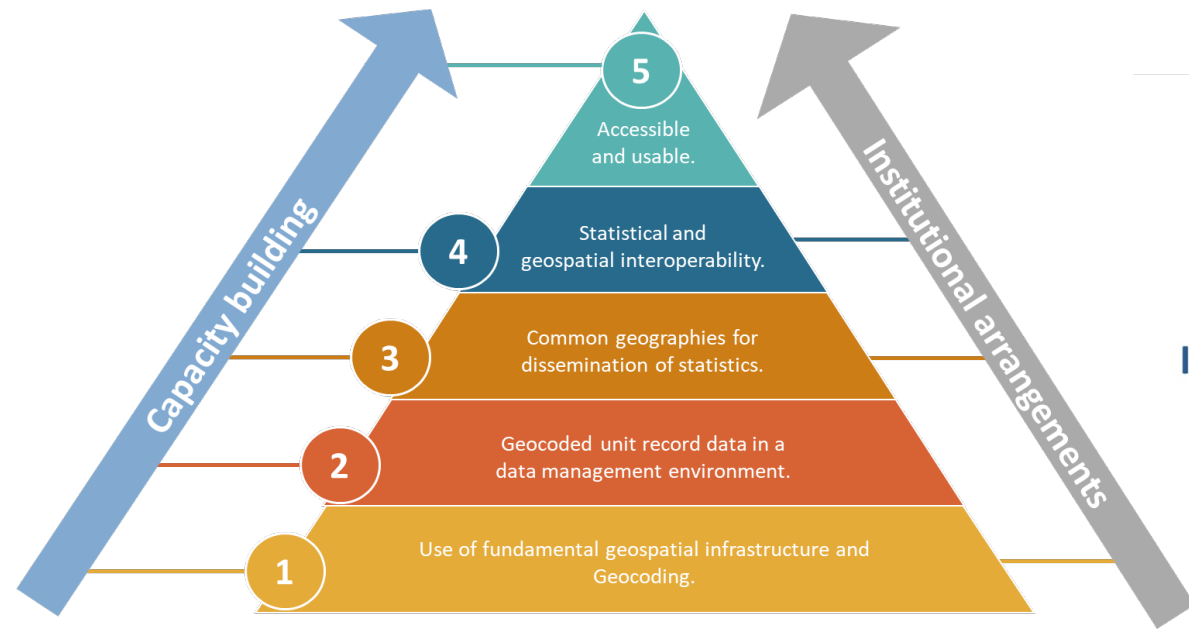 5
Accessible
and usable.
4
Statistical and
geospatial interoperability.
3
Common geographies for
dissemination of statistics.
2
Geocoded unit record data in a
data management environment.
1
Use of fundamental geospatial infrastructure and
Geocoding.
Capacity building
Institutional arrangements